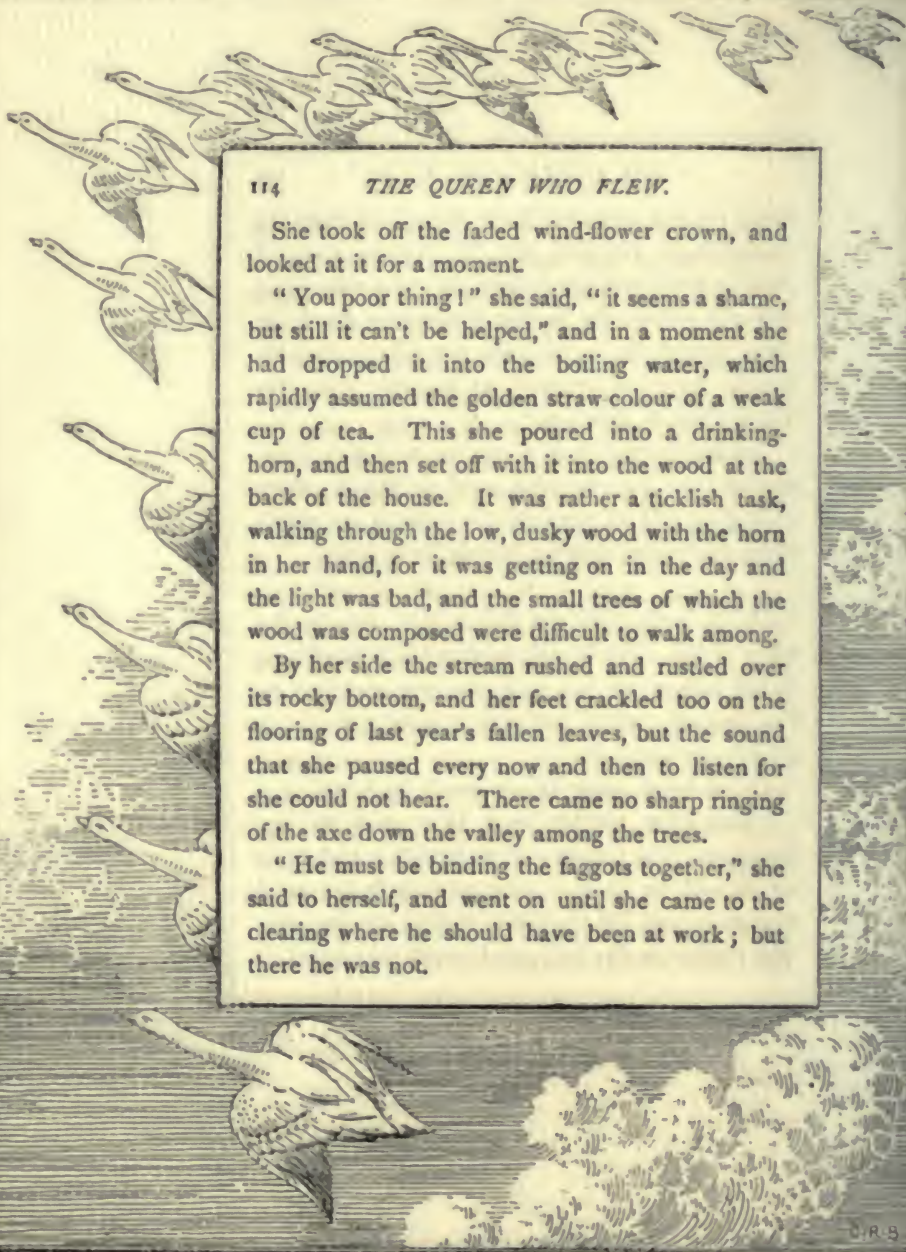 114 THE QUEEN WHO FLEW.
She took off the faded wind-flower crown, and
looked at it for a moment.
" You poor thing ! " she said, " it seems a shame,
but still it can't be helped," and in a moment she
had dropped it into the boiling water, which
rapidly assumed the golden straw colour of a weak
cup of tea. This she poured into a drinking-
horn, and then set off with it into the wood at the
back of the house. It was rather a ticklish task,
walking through the low, dusky wood with the horn
in her hand, for it was getting on in the day and
the light was bad, and the small trees of which the
wood was composed were difficult to walk among.
By her side the stream rushed and rustled over
its rocky bottom, and her feet crackled too on the
flooring of last year's fallen leaves, but the sound
that she paused every now and then to listen for
she could not hear. There came no sharp ringing
of the axe down the valley among the trees.
" He must be binding the faggots together," she
said to herself, and went on until she came to the
clearing where he should have been at work ; but
there he was not.
C.R.B